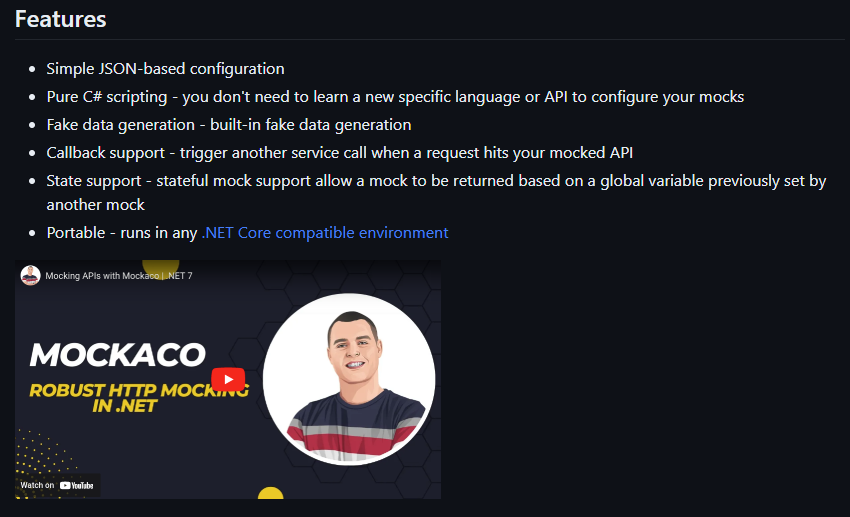 Features
Simple JSON-based configuration
Pure C# scripting - you don't need to learn a new specific language or API to configure your mocks
Fake data generation - built-in fake data generation
Callback support - trigger another service call when a request hits your mocked API
State support - stateful mock support allow a mock to be returned based on a global variable previously set by
another mock
Portable - runs in any .NET Core compatible environment
Mocking APIs with Mockaco | .NET 7
MOCKACO
ROBUST HTTP MOCKING
IN .NET
Watch on YouTube